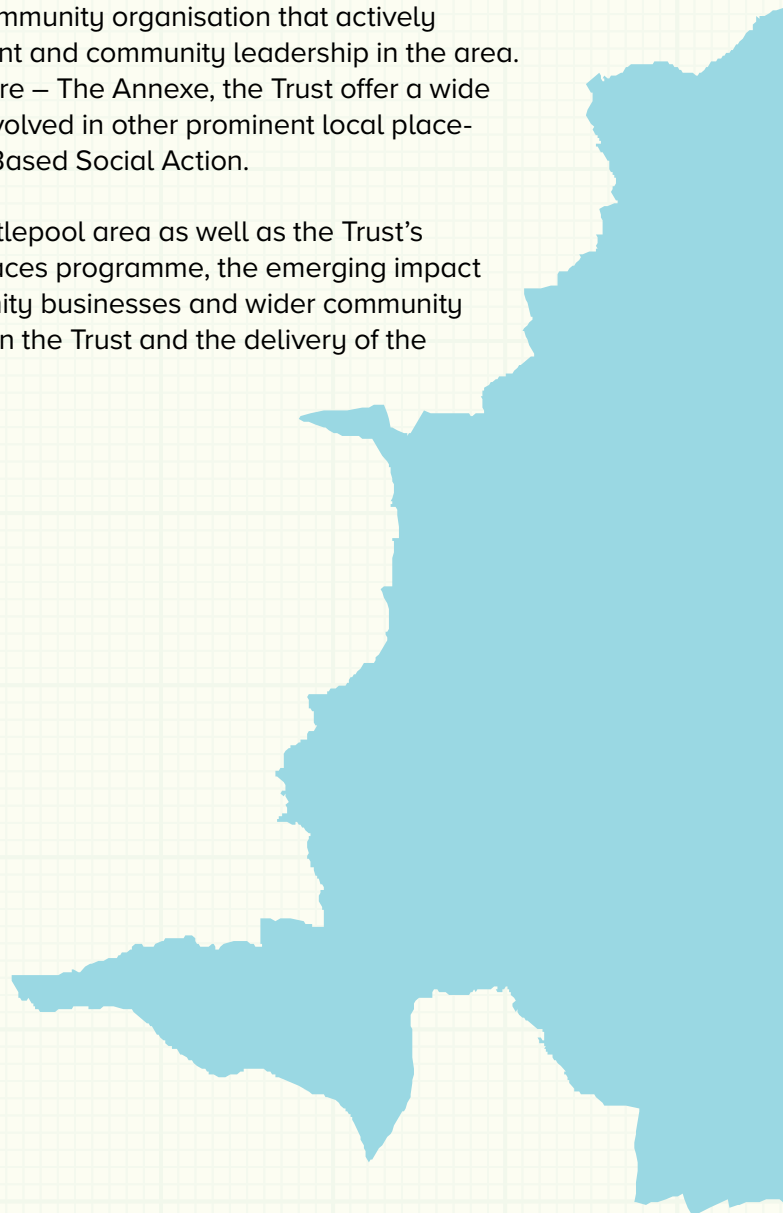 mmunity organisation that actively
nt and community leadership in the area.
re – The Annexe, the Trust offer a wide
volved in other prominent local place-
Based Social Action.
tlepool area as well as the Trust’s
aces programme, the emerging impact
nity businesses and wider community
n the Trust and the delivery of the